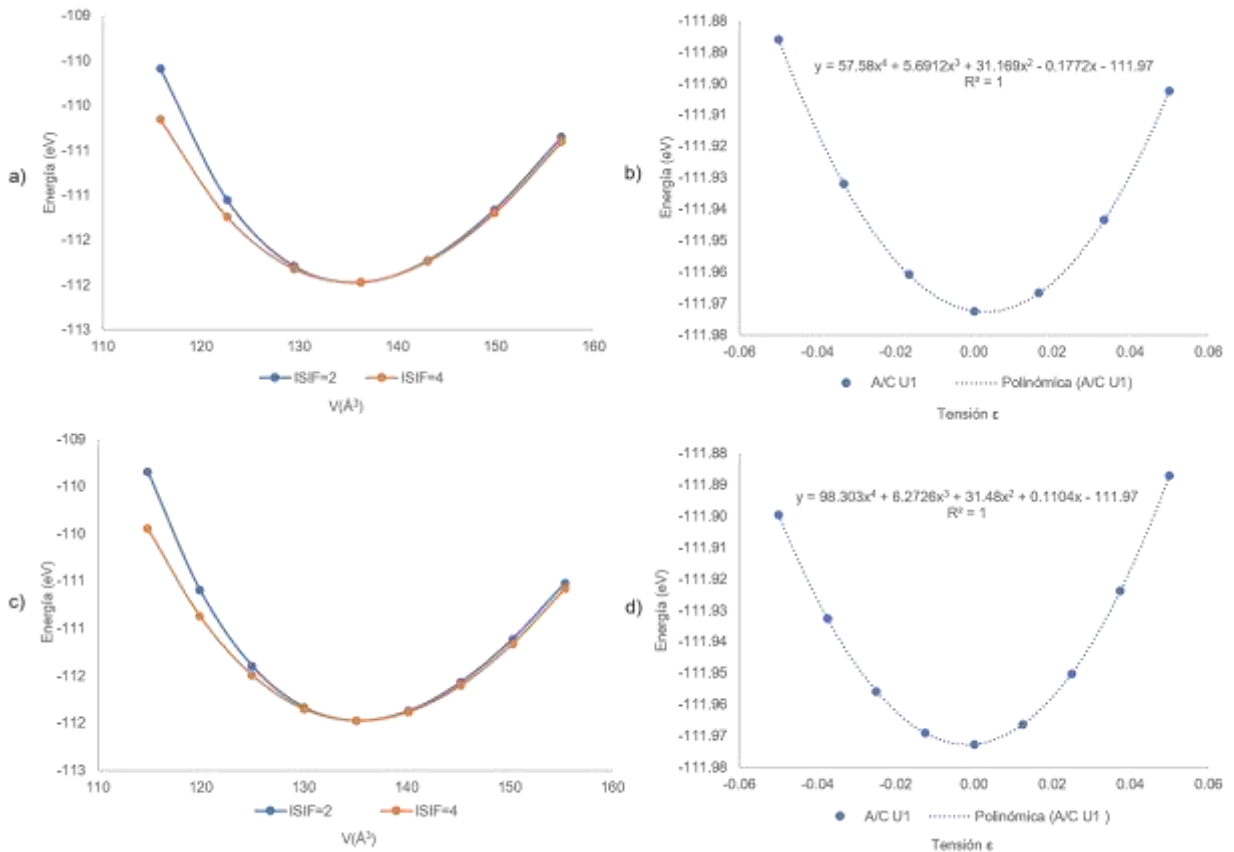 a)
Energía (eV)
-109
-110
-110
-111
-111
-112
-112
-113
110
120
130
140
150
160
ISIF=2
ISIF=4
V(Å³)
b)
Energía (eV)
-111.88
-111.89
-111.90
-111.91
-111.92
-111.93
-111.94
-111.95
-111.96
-111.97
-111.98
y = 57.58x⁴ + 5.6912x³ + 31.169x² - 0.1772x - 111.97
R² = 1
-0.06
-0.04
-0.02
0.00
0.02
0.04
0.06
A/C U1
Polinómica (A/C U1)
Tensión ε
c)
Energía (eV)
-109
-110
-110
-111
-111
-112
-112
-113
110
120
130
140
150
160
ISIF=2
ISIF=4
V(Å³)
d)
Energía (eV)
-111.88
-111.89
-111.90
-111.91
-111.92
-111.93
-111.94
-111.95
-111.96
-111.97
-111.98
y = 98.303x⁴ + 6.2726x³ + 31.48x² + 0.1104x - 111.97
R² = 1
-0.06
-0.04
-0.02
0.00
0.02
0.04
0.06
A/C U1
Polinómica (A/C U1 )
Tensión ε